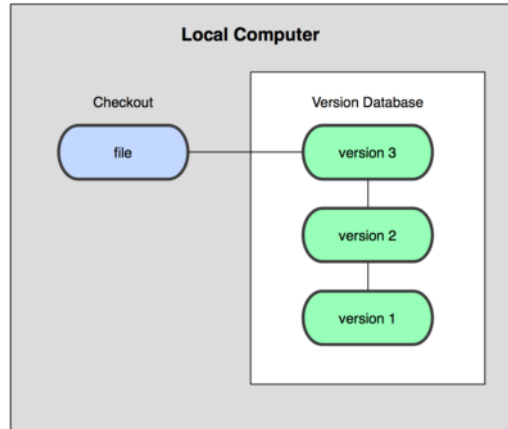 Local Computer
Checkout
Version Database
file
version 3
version 2
version 1